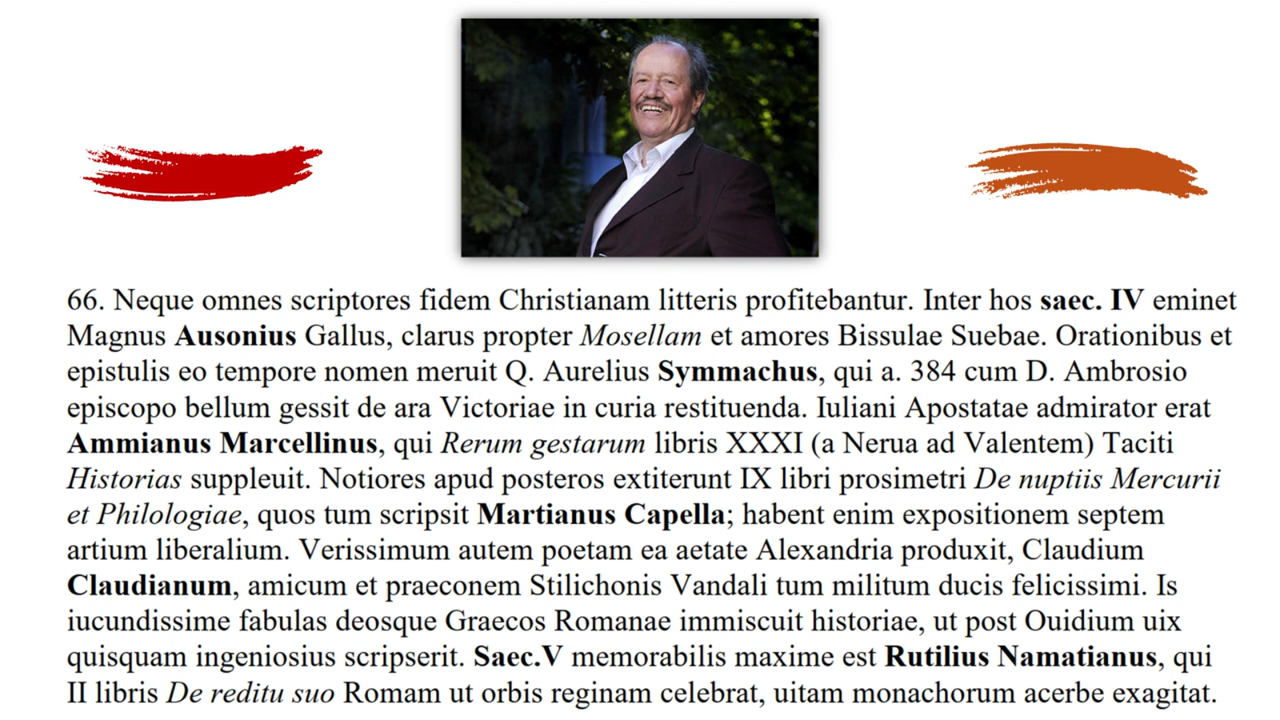 66. Neque omnes scriptores fidem Christianam litteris profitebantur. Inter hos saec. IV eminet
Magnus Ausonius Gallus, clarus propter Mosellam et amores Bissulae Suebae. Orationibus et
epistulis eo tempore nomen meruit Q. Aurelius Symmachus, qui a. 384 cum D. Ambrosio
episcopo bellum gessit de ara Victoriae in curia restituenda. Iuliani Apostatae admirator erat
Ammianus Marcellinus, qui Rerum gestarum libris XXXI (a Nerua ad Valentem) Taciti
Historias suppleuit. Notiores apud posteros extiterunt IX libri prosimetri De nuptiis Mercurii
et Philologiae, quos tum scripsit Martianus Capella; habent enim expositionem septem
artium liberalium. Verissimum autem poetam ea aetate Alexandria produxit, Claudium
Claudianum, amicum et praeconem Stilichonis Vandali tum militum ducis felicissimi. Is
iucundissime fabulas deosque Graecos Romanae immiscuit historiae, ut post Ouidium uix
quisquam ingeniosius scripserit. Saec.V memorabilis maxime est Rutilius Namatianus, qui
II libris De reditu suo Romam ut orbis reginam celebrat, uitam monachorum acerbe exagitat.